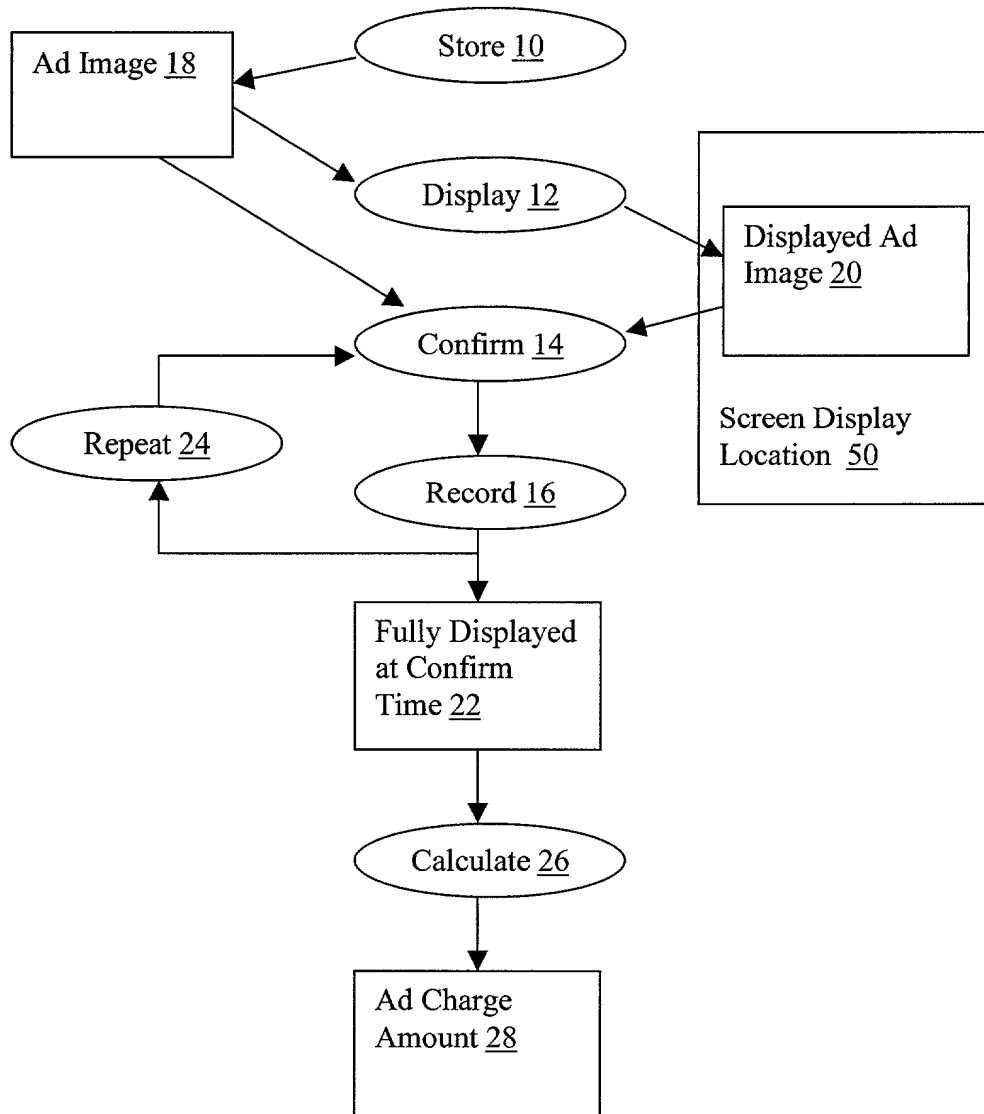 Store 10
Ad Image 18
Display 12
Displayed Ad
Image 20
Confirm 14
Screen Display
Location 50
Repeat 24
Record 16
Fully Displayed
at Confirm
Time 22
Calculate 26
Ad Charge
Amount 28